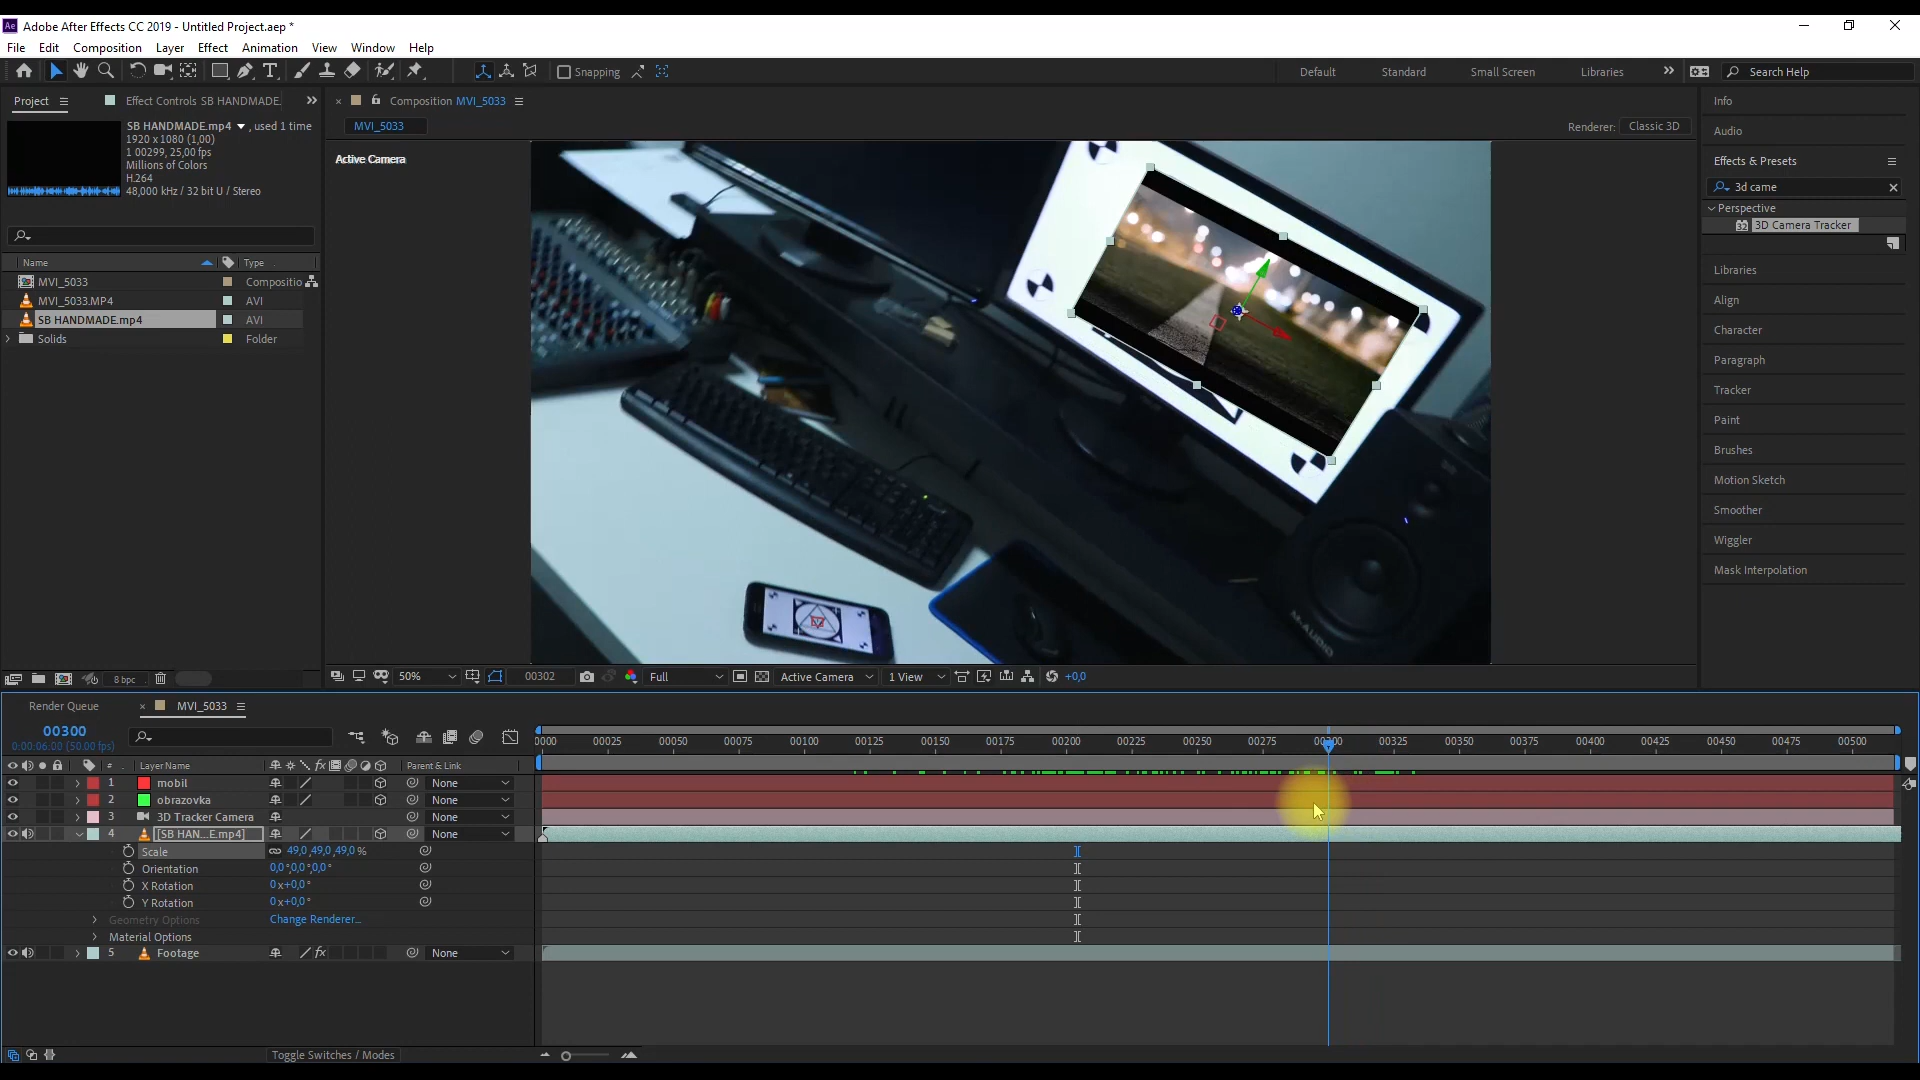 Ae Adobe After Effects CC 2019 - Untitled Project.aep *
File Edit Composition Layer Effect Animation View Window Help
Snapping
Default Standard Small Screen Libraries
Search Help
Project Effect Controls SB HANDMADE.
SB HANDMADE.mp4 , used 1 time
1920 x 1080 (1,00)
1 00299, 25,00 fps
Millions of Colors
H.264
48,000 kHz / 32 bit U / Stereo
Name Type
MVI_5033 Compositio
MVI_5033.MP4 AVI
SB HANDMADE.mp4 AVI
Solids Folder
8 bpc
Composition MVI_5033
MVI_5033
Renderer: Classic 3D
Active Camera
M-AUDIO
50% 00302 Full Active Camera 1 View +0,0
Info
Audio
Effects & Presets
3d came
Perspective
32 3D Camera Tracker
Libraries
Align
Character
Paragraph
Tracker
Paint
Brushes
Motion Sketch
Smoother
Wiggler
Mask Interpolation
Render Queue MVI_5033
00300
0:00:06:00 (50.00 fps)
0000 00025 00050 00075 00100 00125 00150 00175 00200 00225 00250 00275 00300 00325 00350 00375 00400 00425 00450 00475 00500
# Layer Name fx Parent & Link
1 mobil None
2 obrazovka None
3 3D Tracker Camera None
4 [SB HAN...E.mp4] None
Scale 49,0,49,0,49,0 %
Orientation 0,0°,0,0°,0,0°
X Rotation 0x+0,0°
Y Rotation 0x+0,0°
Geometry Options Change Renderer...
Material Options
5 Footage fx None
Toggle Switches / Modes